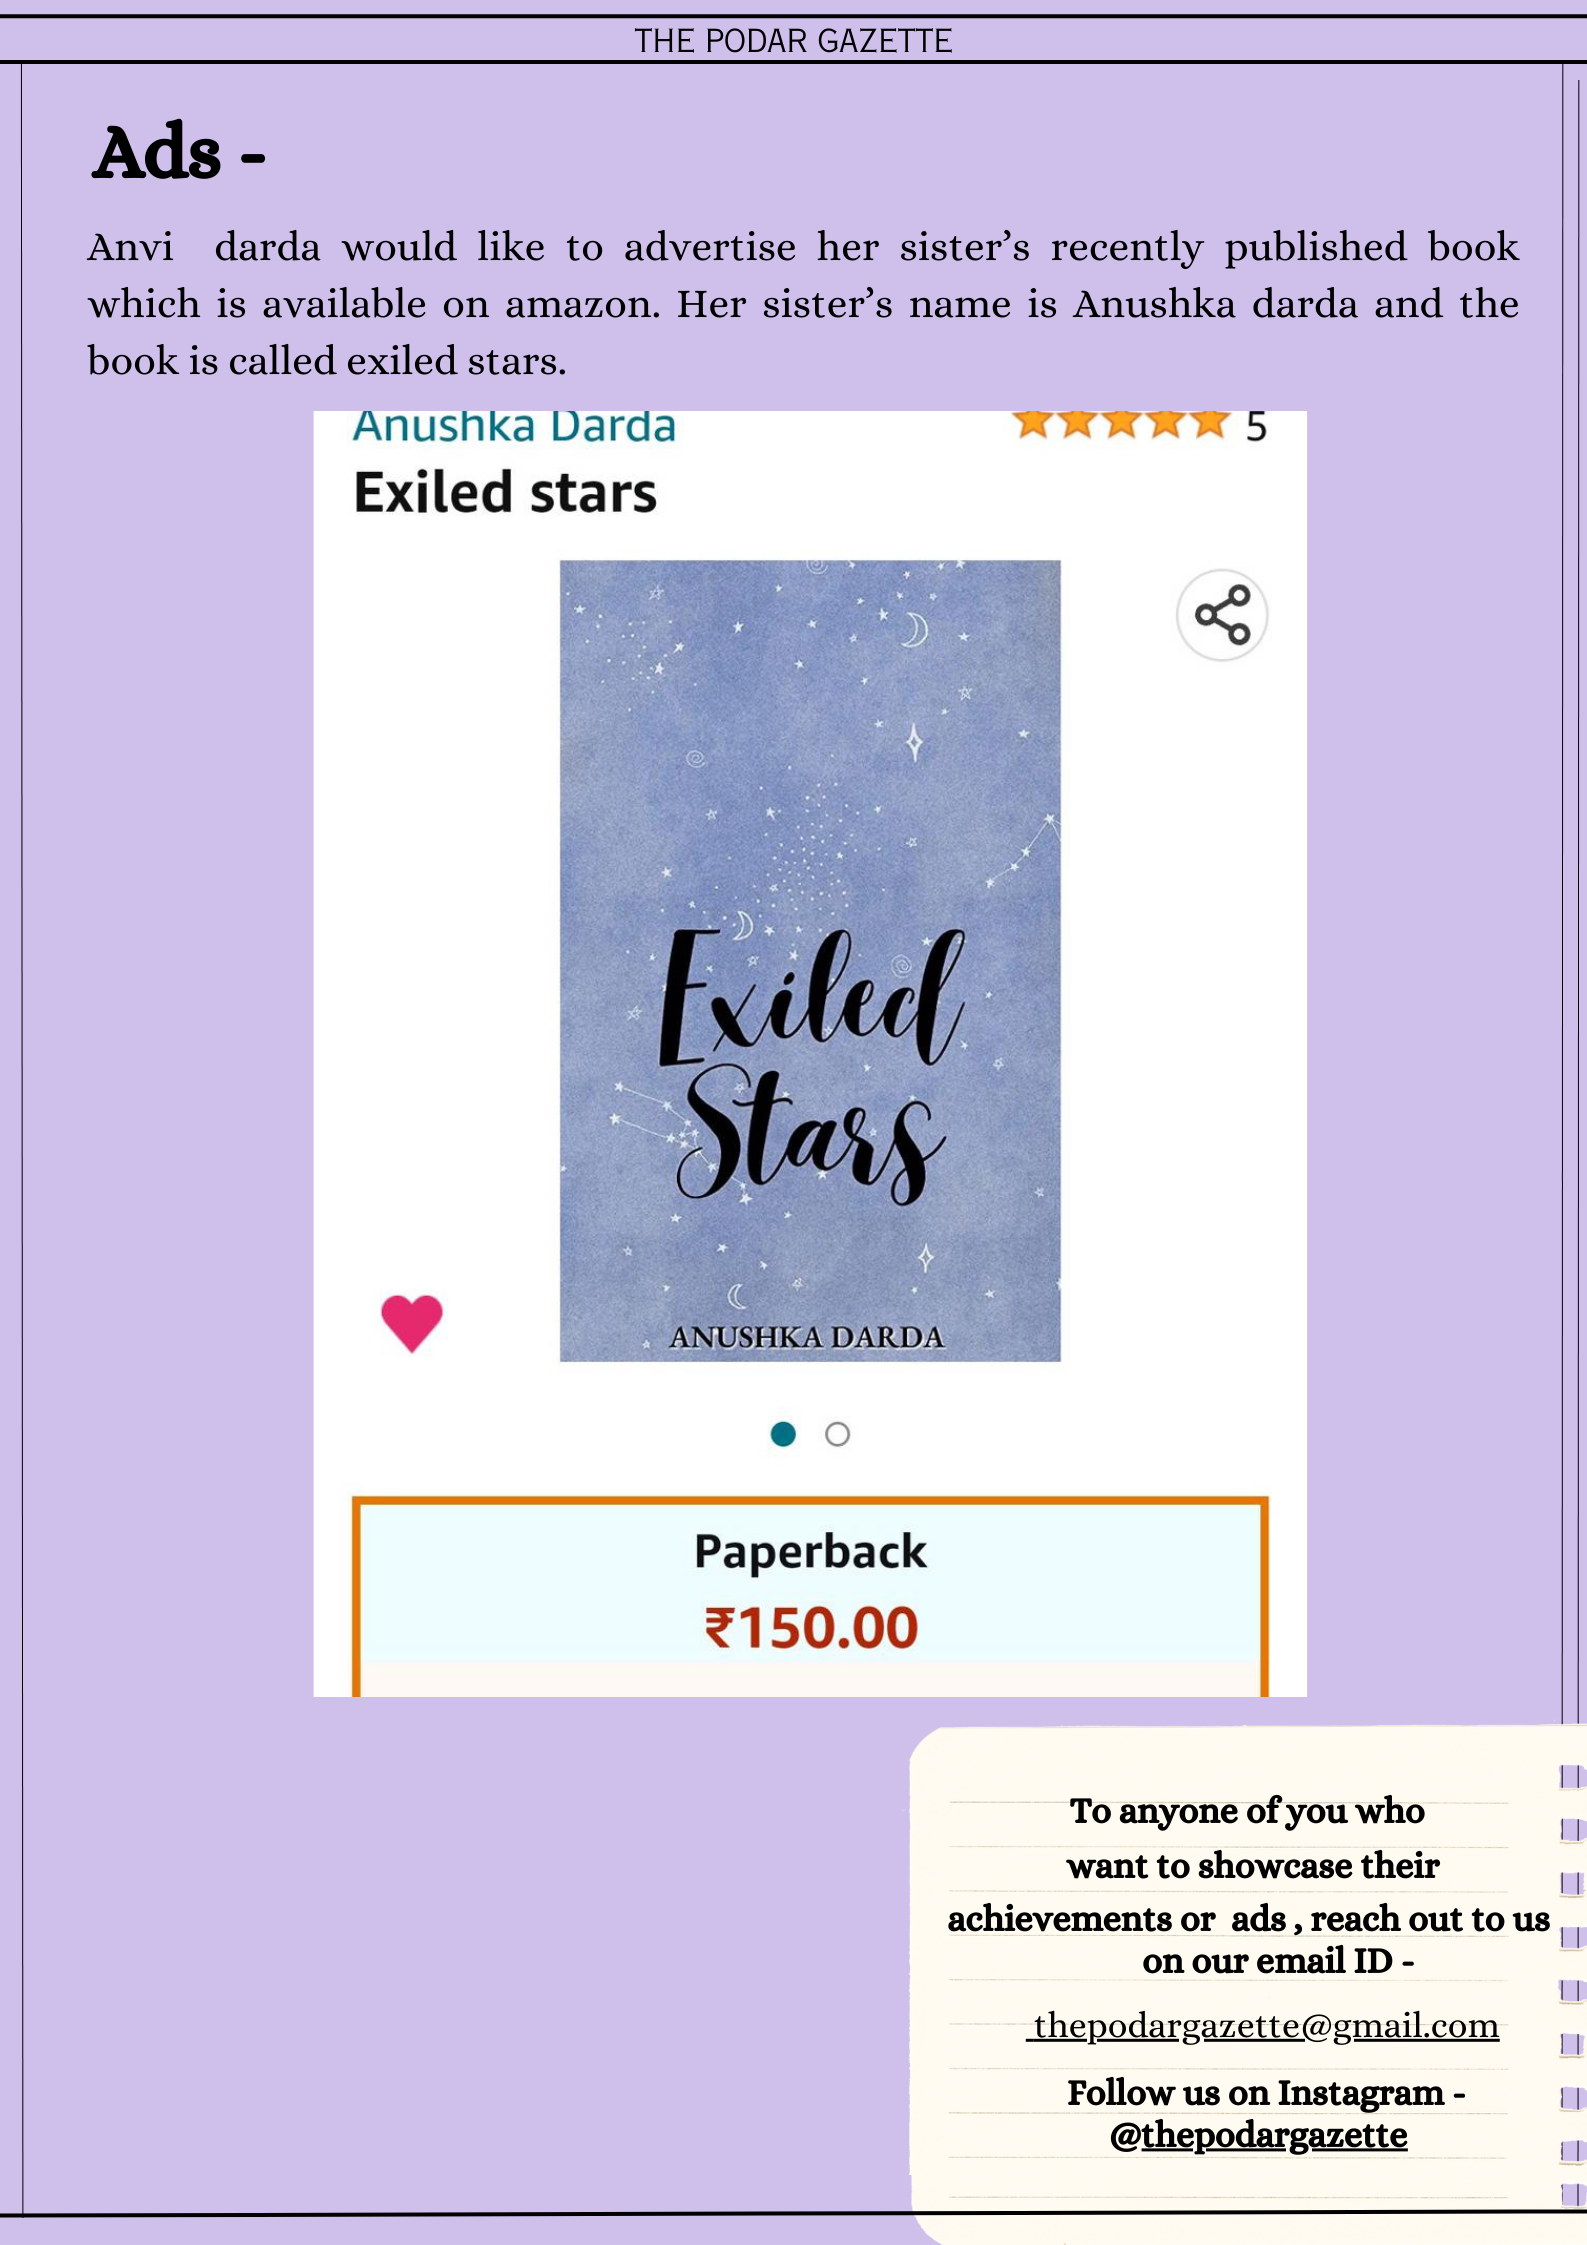 THE PODAR GAZETTE
Ads -
Anvi darda would like to advertise her sister’s recently published book
which is available on amazon. Her sister’s name is Anushka darda and the
book is called exiled stars.
Anushka Darda
5
Exiled stars
Exiled
Stars
ANUSHKA DARDA
Paperback
₹150.00
To anyone of you who
want to showcase their
achievements or ads , reach out to us
on our email ID -
thepodargazette@gmail.com
Follow us on Instagram -
@thepodargazette